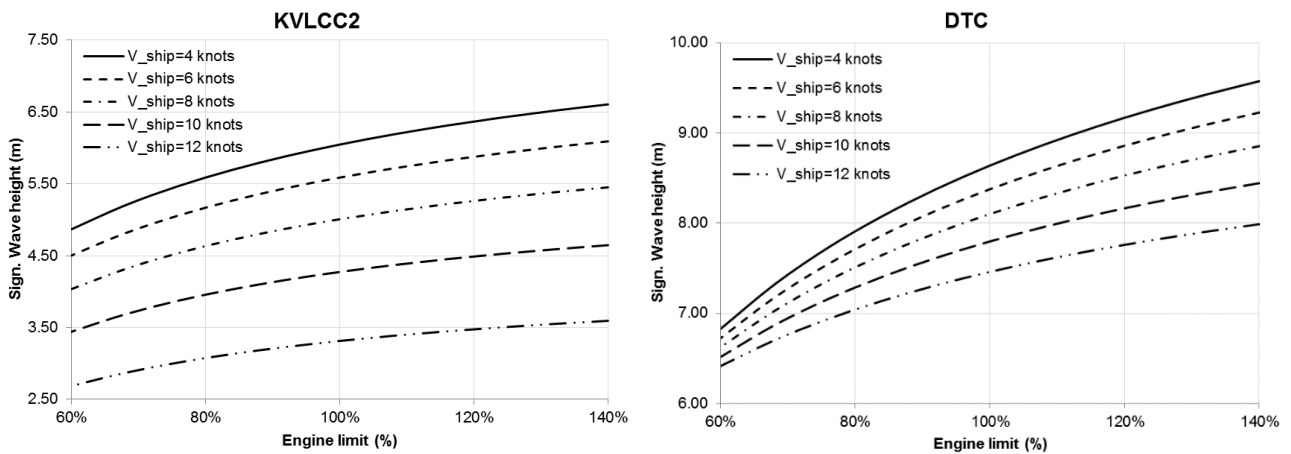 KVLCC2
7.50
6.50
5.50
4.50
3.50
2.50
Sign. Wave height (m)
V_ship=4 knots
V_ship=6 knots
V_ship=8 knots
V_ship=10 knots
V_ship=12 knots
60% 80% 100% 120% 140%
Engine limit (%)
DTC
10.00
9.00
8.00
7.00
6.00
Sign. Wave height (m)
V_ship=4 knots
V_ship=6 knots
V_ship=8 knots
V_ship=10 knots
V_ship=12 knots
60% 80% 100% 120% 140%
Engine limit (%)